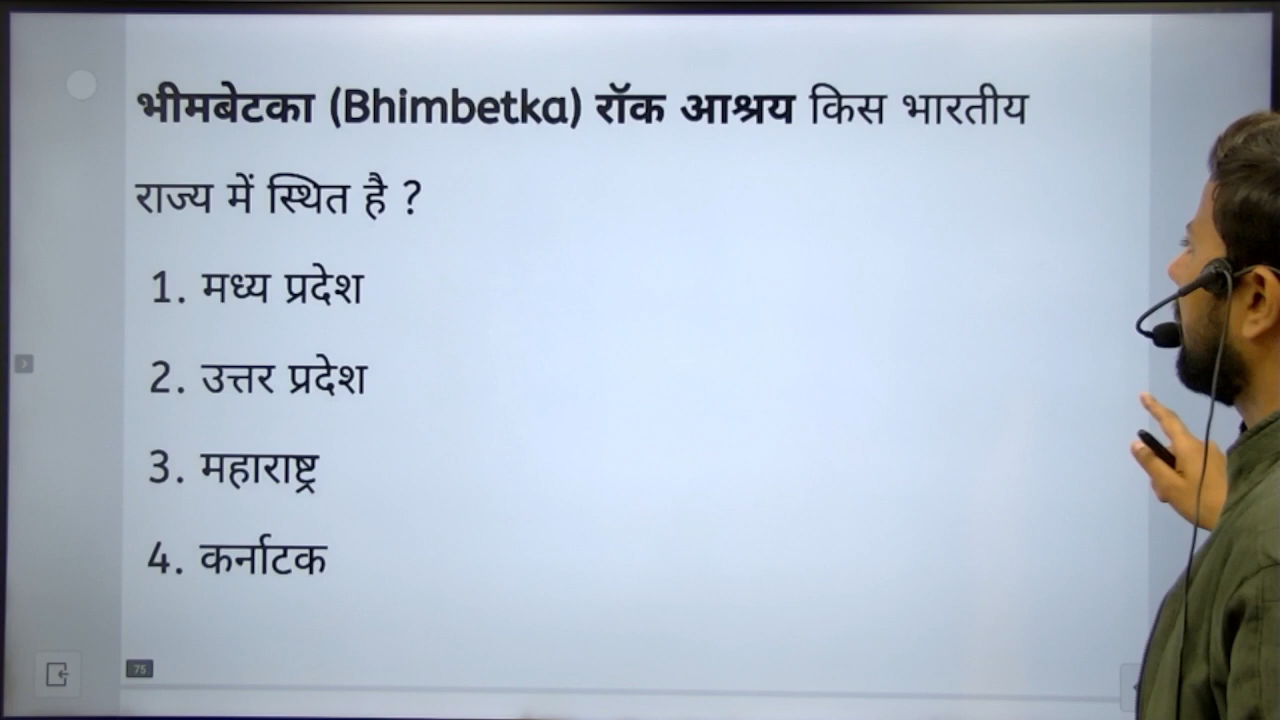 भीमबेटका (Bhimbetka) रॉक आश्रय किस भारतीय
राज्य में स्थित है ?
1. मध्य प्रदेश
2. उत्तर प्रदेश
3. महाराष्ट्र
4. कर्नाटक
75